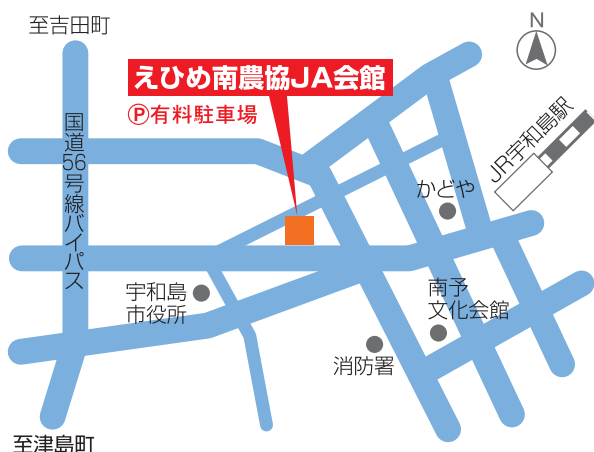 至吉田町
N
えひめ南農協JA会館
Ⓟ有料駐車場
国道56号線バイパス
JR宇和島駅
かどや
宇和島
市役所
南予
文化会館
消防署
至津島町